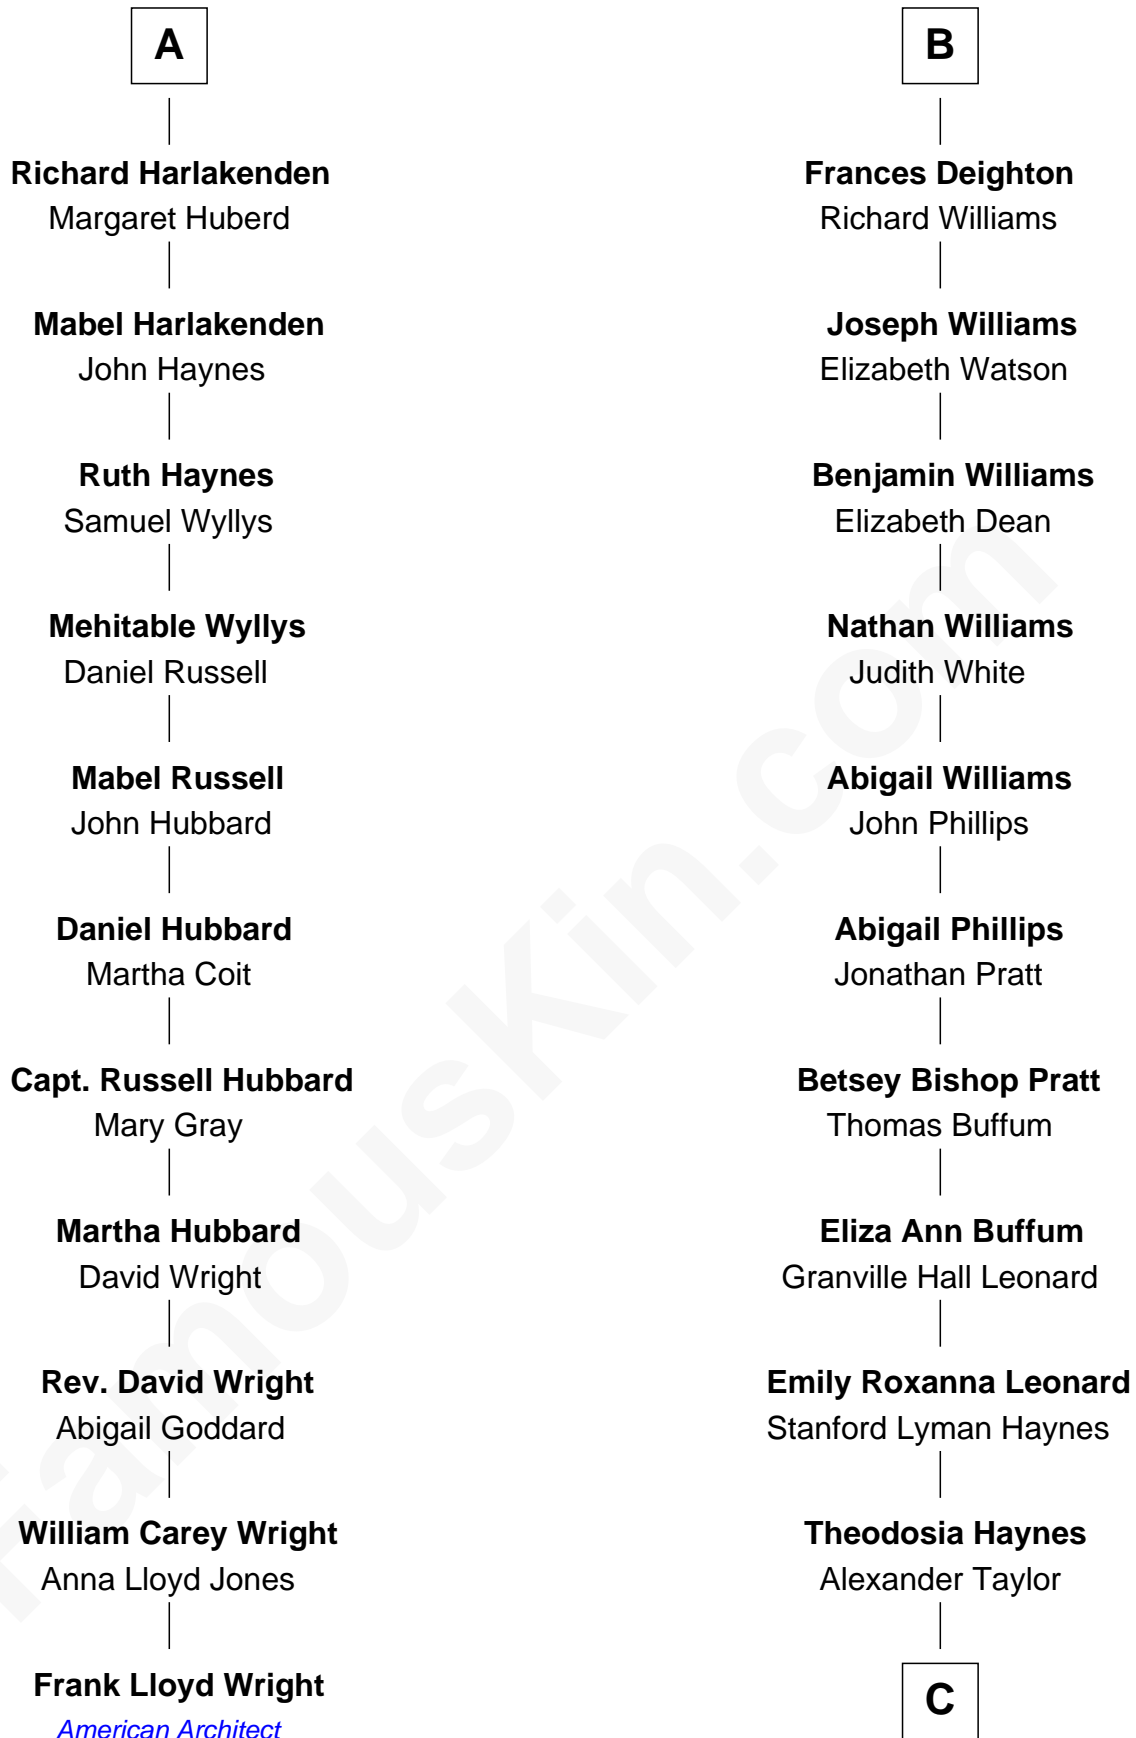 A
Richard Harlakenden
Margaret Huberd
Mabel Harlakenden
John Haynes
Ruth Haynes
Samuel Wyllys
Mehitable Wyllys
Daniel Russell
Mabel Russell
John Hubbard
Daniel Hubbard
Martha Coit
Capt. Russell Hubbard
Mary Gray
Martha Hubbard
David Wright
Rev. David Wright
Abigail Goddard
William Carey Wright
Anna Lloyd Jones
Frank Lloyd Wright
American Architect
B
Frances Deighton
Richard Williams
Joseph Williams
Elizabeth Watson
Benjamin Williams
Elizabeth Dean
Nathan Williams
Judith White
Abigail Williams
John Phillips
Abigail Phillips
Jonathan Pratt
Betsey Bishop Pratt
Thomas Buffum
Eliza Ann Buffum
Granville Hall Leonard
Emily Roxanna Leonard
Stanford Lyman Haynes
Theodosia Haynes
Alexander Taylor
C
FamousKin.com